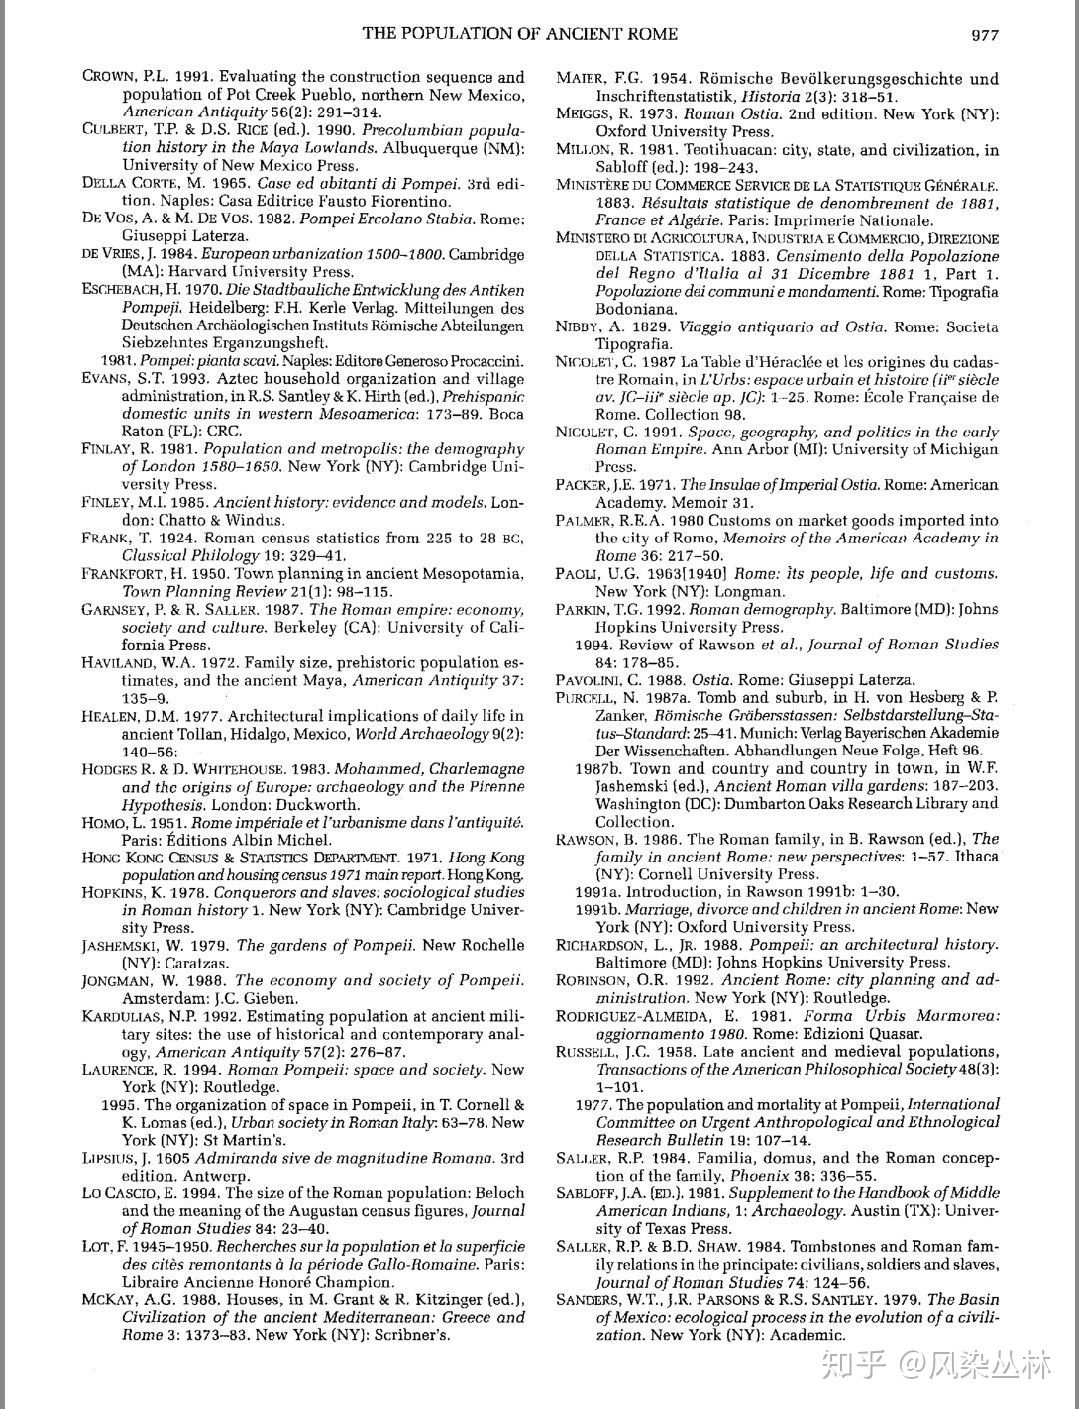 THE POPULATION OF ANCIENT ROME
977
CROWN, P.L. 1991. Evaluating the construction sequence and
population of Pot Creek Pueblo, northern New Mexico,
American Antiquity 56(2): 291–314.
CULBERT, T.P. & D.S. RICE (ed.). 1990. Precolumbian popula-
tion history in the Maya Lowlands. Albuquerque (NM):
University of New Mexico Press.
DELLA CORTE, M. 1965. Case ed abitanti di Pompei. 3rd edi-
tion. Naples: Casa Editrice Fausto Fiorentino.
DE VOS, A. & M. DE VOS. 1982. Pompei Ercolano Stabia. Rome:
Giuseppi Laterza.
DE VRIES, J. 1984. European urbanization 1500–1800. Cambridge
(MA): Harvard University Press.
ESCHEBACH, H. 1970. Die Stadtbauliche Entwicklung des Antiken
Pompeji. Heidelberg: F.H. Kerle Verlag. Mitteilungen des
Deutschen Archäologischen Instituts Römische Abteilungen
Siebzehntes Erganzungsheft.
1981. Pompei: pianta scavi. Naples: Editore Generoso Procaccini.
EVANS, S.T. 1993. Aztec household organization and village
administration, in R.S. Santley & K. Hirth (ed.), Prehispanic
domestic units in western Mesoamerica: 173–89. Boca
Raton (FL): CRC.
FINLAY, R. 1981. Population and metropolis: the demography
of London 1580–1650. New York (NY): Cambridge Uni-
versity Press.
FINLEY, M.I. 1985. Ancient history: evidence and models. Lon-
don: Chatto & Windus.
FRANK, T. 1924. Roman census statistics from 225 to 28 BC,
Classical Philology 19: 329–41.
FRANKFORT, H. 1950. Town planning in ancient Mesopotamia,
Town Planning Review 21(1): 98–115.
GARNSEY, P. & R. SALLER. 1987. The Roman empire: economy,
society and culture. Berkeley (CA): University of Cali-
fornia Press.
HAVILAND, W.A. 1972. Family size, prehistoric population es-
timates, and the ancient Maya, American Antiquity 37:
135–9.
HEALEN, D.M. 1977. Architectural implications of daily life in
ancient Tollan, Hidalgo, Mexico, World Archaeology 9(2):
140–56.
HODGES R. & D. WHITEHOUSE. 1983. Mohammed, Charlemagne
and the origins of Europe: archaeology and the Pirenne
Hypothesis. London: Duckworth.
HOMO, L. 1951. Rome impériale et l'urbanisme dans l'antiquité.
Paris: Éditions Albin Michel.
HONG KONG CENSUS & STATISTICS DEPARTMENT. 1971. Hong Kong
population and housing census 1971 main report. Hong Kong.
HOPKINS, K. 1978. Conquerors and slaves: sociological studies
in Roman history 1. New York (NY): Cambridge Univer-
sity Press.
JASHEMSKI, W. 1979. The gardens of Pompeii. New Rochelle
(NY): Caratzas.
JONGMAN, W. 1988. The economy and society of Pompeii.
Amsterdam: J.C. Gieben.
KARDULIAS, N.P. 1992. Estimating population at ancient mili-
tary sites: the use of historical and contemporary anal-
ogy, American Antiquity 57(2): 276–87.
LAURENCE, R. 1994. Roman Pompeii: space and society. New
York (NY): Routledge.
1995. The organization of space in Pompeii, in T. Cornell &
K. Lomas (ed.), Urban society in Roman Italy: 63–78. New
York (NY): St Martin's.
LIPSIUS, J. 1605 Admiranda sive de magnitudine Romana. 3rd
edition. Antwerp.
LO CASCIO, E. 1994. The size of the Roman population: Beloch
and the meaning of the Augustan census figures, Journal
of Roman Studies 84: 23–40.
LOT, F. 1945–1950. Recherches sur la population et la superficie
des citès remontants à la période Gallo-Romaine. Paris:
Libraire Ancienne Honoré Champion.
MCKAY, A.G. 1988. Houses, in M. Grant & R. Kitzinger (ed.),
Civilization of the ancient Mediterranean: Greece and
Rome 3: 1373–83. New York (NY): Scribner's.
MAIER, F.G. 1954. Römische Bevölkerungsgeschichte und
Inschriftenstatistik, Historia 2(3): 318–51.
MEIGGS, R. 1973. Roman Ostia. 2nd edition. New York (NY):
Oxford University Press.
MILLON, R. 1981. Teotihuacan: city, state, and civilization, in
Sabloff (ed.): 198–243.
MINISTÈRE DU COMMERCE SERVICE DE LA STATISTIQUE GÉNÉRALE.
1883. Résultats statistique de denombrement de 1881,
France et Algérie. Paris: Imprimerie Nationale.
MINISTERO DI AGRICOLTURA, INDUSTRIA E COMMERCIO, DIREZIONE
DELLA STATISTICA. 1883. Censimento della Popolazione
del Regno d'Italia al 31 Dicembre 1881 1, Part 1.
Popolazione dei communi e mandamenti. Rome: Tipografia
Bodoniana.
NIBBY, A. 1829. Viaggio antiquario ad Ostia. Rome: Societa
Tipografia.
NICOLET, C. 1987 La Table d'Héraclée et les origines du cadas-
tre Romain, in L'Urbs: espace urbain et histoire (iier siècle
av. JC–iiie siècle ap. JC): 1–25. Rome: École Française de
Rome. Collection 98.
NICOLET, C. 1991. Space, geography, and politics in the early
Roman Empire. Ann Arbor (MI): University of Michigan
Press.
PACKER, J.E. 1971. The Insulae of Imperial Ostia. Rome: American
Academy. Memoir 31.
PALMER, R.E.A. 1980 Customs on market goods imported into
the city of Rome, Memoirs of the American Academy in
Rome 36: 217–50.
PAOLI, U.G. 1963[1940] Rome: its people, life and customs.
New York (NY): Longman.
PARKIN, T.G. 1992. Roman demography. Baltimore (MD): Johns
Hopkins University Press.
1994. Review of Rawson et al., Journal of Roman Studies
84: 178–85.
PAVOLINI, C. 1988. Ostia. Rome: Giuseppi Laterza.
PURCELL, N. 1987a. Tomb and suburb, in H. von Hesberg & P.
Zanker, Römische Gräbersstassen: Selbstdarstellung–Sta-
tus–Standard: 25–41. Munich: Verlag Bayerischen Akademie
Der Wissenchaften. Abhandlungen Neue Folge, Heft 96.
1987b. Town and country and country in town, in W.F.
Jashemski (ed.), Ancient Roman villa gardens: 187–203.
Washington (DC): Dumbarton Oaks Research Library and
Collection.
RAWSON, B. 1986. The Roman family, in B. Rawson (ed.), The
family in ancient Rome: new perspectives: 1–57. Ithaca
(NY): Cornell University Press.
1991a. Introduction, in Rawson 1991b: 1–30.
1991b. Marriage, divorce and children in ancient Rome: New
York (NY): Oxford University Press.
RICHARDSON, L., JR. 1988. Pompeii: an architectural history.
Baltimore (MD): Johns Hopkins University Press.
ROBINSON, O.R. 1992. Ancient Rome: city planning and ad-
ministration. New York (NY): Routledge.
RODRIGUEZ-ALMEIDA, E. 1981. Forma Urbis Marmorea:
aggiornamento 1980. Rome: Edizioni Quasar.
RUSSELL, J.C. 1958. Late ancient and medieval populations,
Transactions of the American Philosophical Society 48(3):
1–101.
1977. The population and mortality at Pompeii, International
Committee on Urgent Anthropological and Ethnological
Research Bulletin 19: 107–14.
SALLER, R.P. 1984. Familia, domus, and the Roman concep-
tion of the family, Phoenix 38: 336–55.
SABLOFF, J.A. (ED.). 1981. Supplement to the Handbook of Middle
American Indians, 1: Archaeology. Austin (TX): Univer-
sity of Texas Press.
SALLER, R.P. & B.D. SHAW. 1984. Tombstones and Roman fam-
ily relations in the principate: civilians, soldiers and slaves,
Journal of Roman Studies 74: 124–56.
SANDERS, W.T., J.R. PARSONS & R.S. SANTLEY. 1979. The Basin
of Mexico: ecological process in the evolution of a civili-
zation. New York (NY): Academic.
知乎 @风染丛林